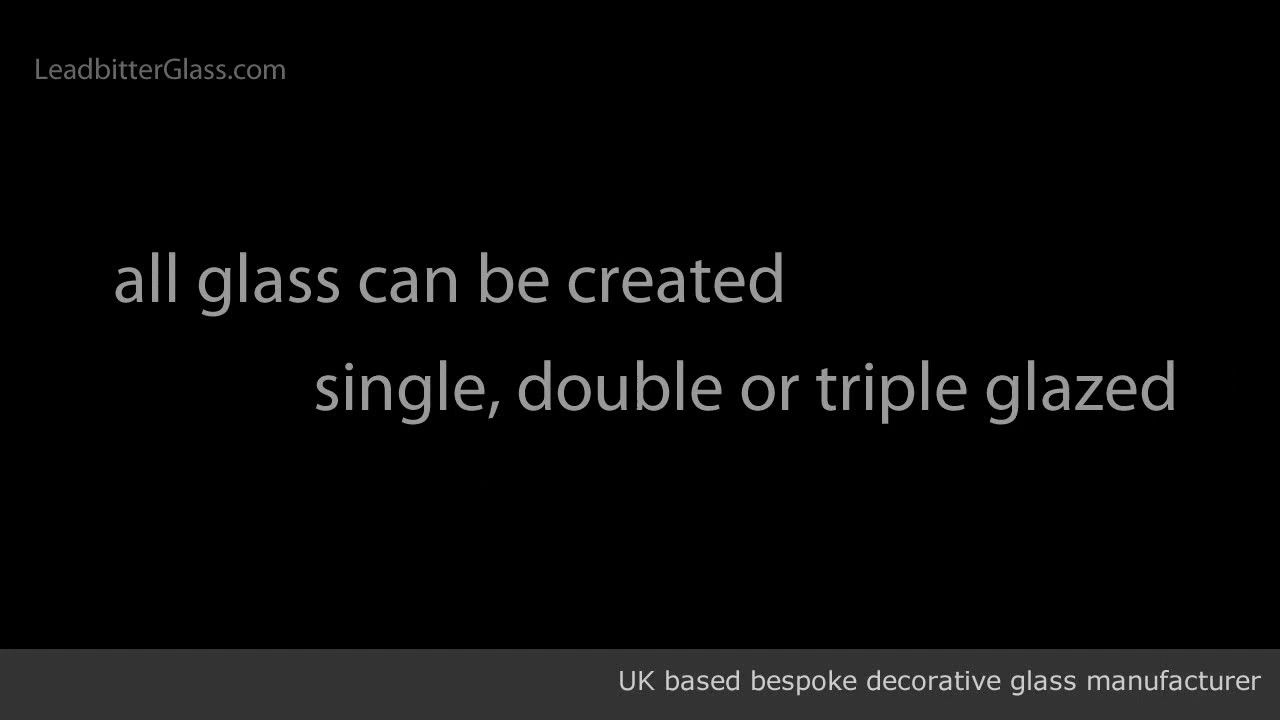 LeadbitterGlass.com
all glass can be created
single, double or triple glazed
UK based bespoke decorative glass manufacturer